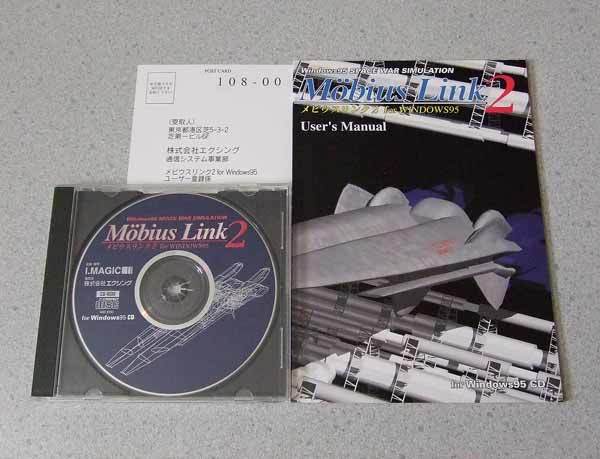 POST CARD
108-00
(受取人)
東京都港区芝5-3-2
芝第一ビル6F
株式会社エクシング
通信システム事業部
メビウスリンク2 for Windows95
ユーザー登録係
Windows95 SPACE WAR SIMULATION
Möbius Link 2
メビウスリンク2 for WINDOWS95
User's Manual
for Windows95 CD
Windows95 SPACE WAR SIMULATION
Möbius Link 2
メビウスリンク2 for WINDOWS95
I.MAGIC
株式会社エクシング
for Windows95 CD